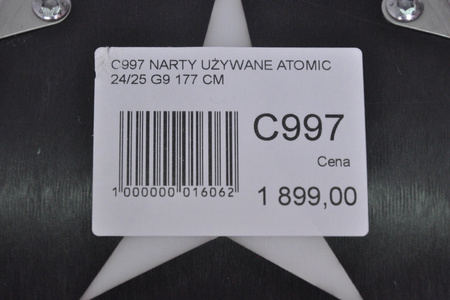 C997 NARTY UŻYWANE ATOMIC
24/25 G9 177 CM
C997
Cena
1 000000 016062
1 899,00